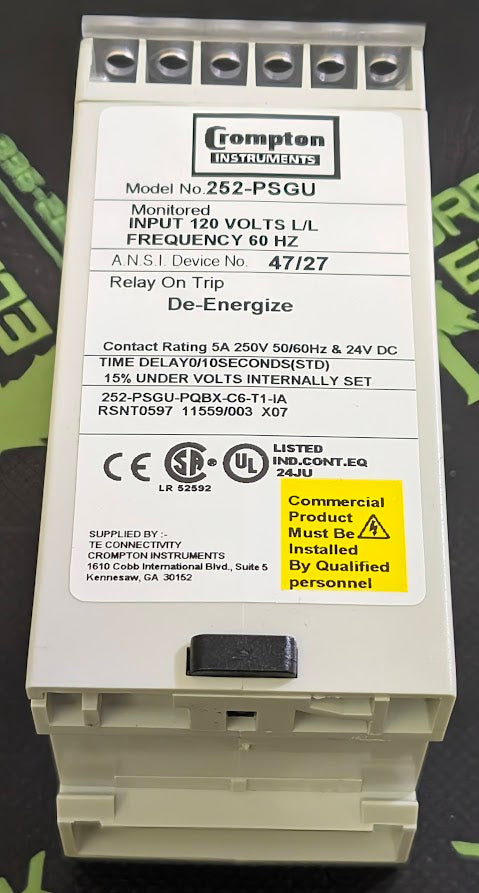 Crompton
INSTRUMENTS
Model No.252-PSGU
Monitored
INPUT 120 VOLTS L/L
FREQUENCY 60 HZ
A.N.S.I. Device No. 47/27
Relay On Trip
De-Energize
Contact Rating 5A 250V 50/60Hz & 24V DC
TIME DELAY0/10SECONDS(STD)
15% UNDER VOLTS INTERNALLY SET
252-PSGU-PQBX-C6-T1-IA
RSNT0597 11559/003 X07
CE SA ® UL LISTED
IND.CONT.EQ
24JU
LR 52592
Commercial
Product
Must Be
Installed
By Qualified
personnel
SUPPLIED BY :-
TE CONNECTIVITY
CROMPTON INSTRUMENTS
1610 Cobb International Blvd., Suite 5
Kennesaw, GA 30152